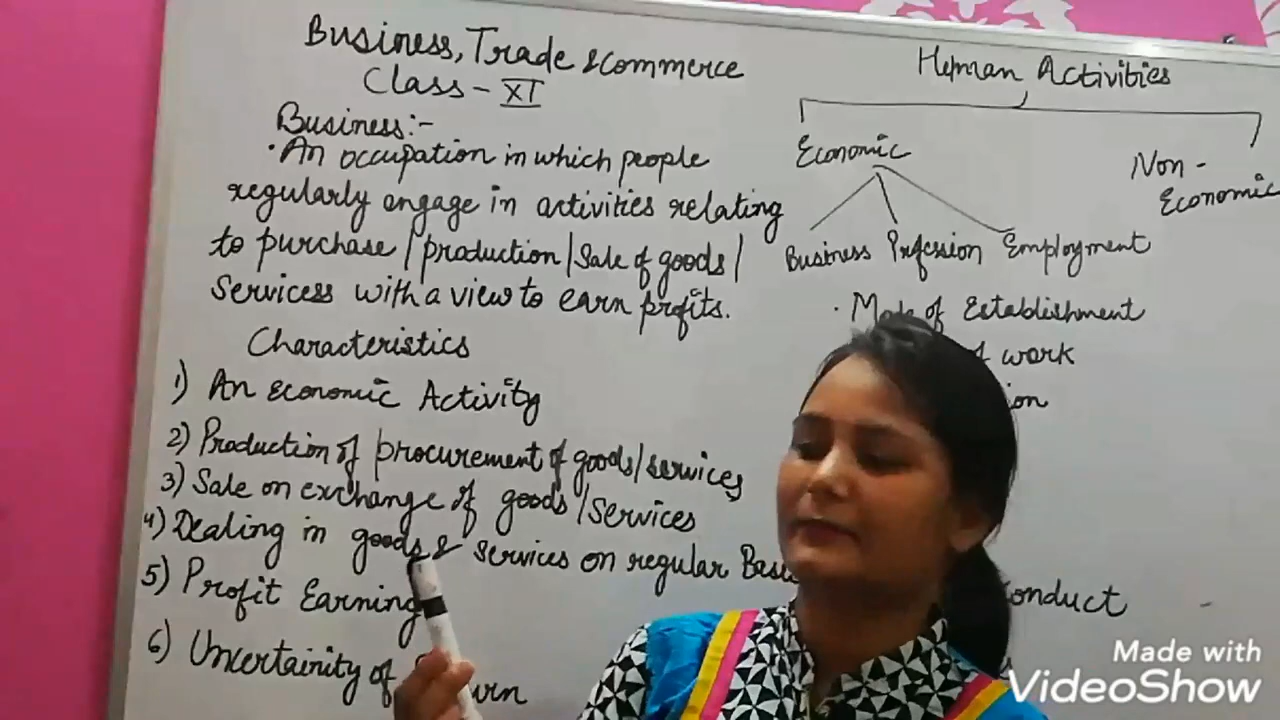 Business, Trade & Commerce
Class - XI
Business:-
· An occupation in which people
regularly engage in activities relating
to purchase/production/Sale of goods/
Services with a view to earn profits.
Characteristics
1) An Economic Activity
2) Production of procurement of goods/services
3) Sale on exchange of goods/Services
4) Dealing in goods & services on regular
5) Profit Earning
6) Uncertainity of
Human Activities
Economic
Non-
Economic
Business Profession Employment
· of Establishment
work
Conduct
Made with
VideoShow